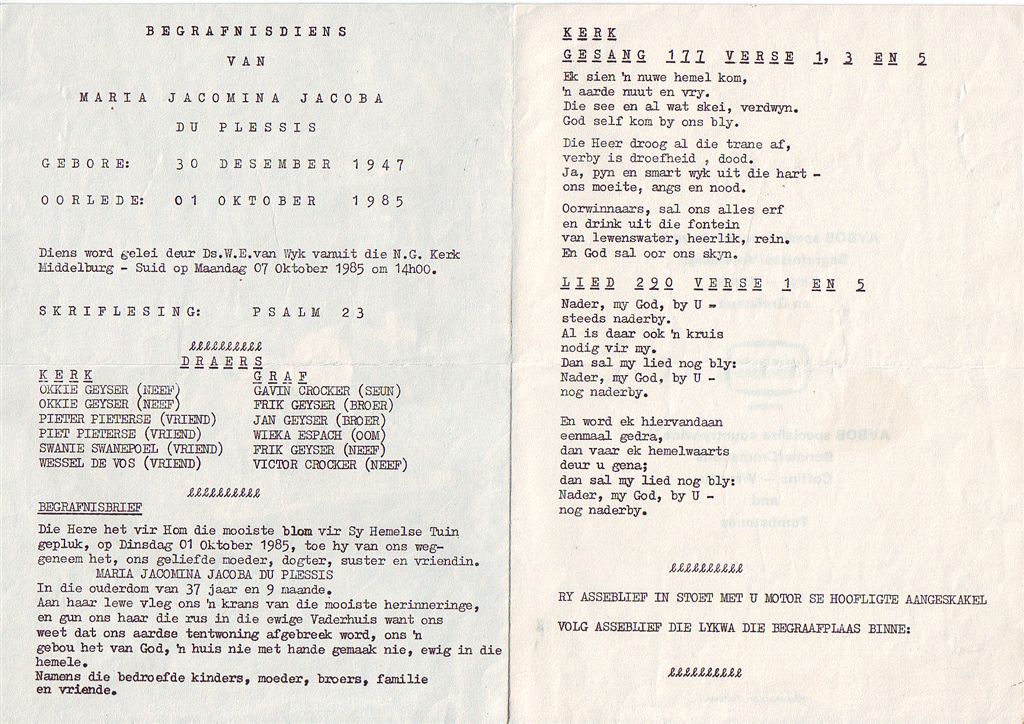 BEGRAFNISDIENS
VAN
MARIA JACOMINA JACOBA
DU PLESSIS
GEBORE: 30 DESEMBER 1947
OORLEDE: 01 OKTOBER 1985
Diens word gelei deur Ds.W.E.van Wyk vanuit die N.G. Kerk
Middelburg - Suid op Maandag 07 Oktober 1985 om 14h00.
SKRIFLESING: PSALM 23
DRAERS
KERK
OKKIE GEYSER (NEEF)
OKKIE GEYSER (NEEF)
PIETER PIETERSE (VRIEND)
PIET PIETERSE (VRIEND)
SWANIE SWANEPOEL (VRIEND)
WESSEL DE VOS (VRIEND)
GRAF
GAVIN CROCKER (SEUN)
FRIK GEYSER (BROER)
JAN GEYSER (BROER)
WIEKA ESPACH (OOM)
FRIK GEYSER (NEEF)
VICTOR CROCKER (NEEF)
BEGRAFNISBRIEF
Die Here het vir Hom die mooiste blom vir Sy Hemelse Tuin
gepluk, op Dinsdag 01 Oktober 1985, toe hy van ons weg-
geneem het, ons geliefde moeder, dogter, suster en vriendin.
MARIA JACOMINA JACOBA DU PLESSIS
In die ouderdom van 37 jaar en 9 maande.
Aan haar lewe vleg ons 'n krans van die mooiste herinneringe,
en gun ons haar die rus in die ewige Vaderhuis want ons
weet dat ons aardse tentwoning afgebreek word, ons 'n
gebou het van God, 'n huis nie met hande gemaak nie, ewig in die
hemele.
Namens die bedroefde kinders, moeder, broers, familie
en vriende.
KERK
GESANG 177 VERSE 1, 3 EN 5
Ek sien 'n nuwe hemel kom,
'n aarde nuut en vry.
Die see en al wat skei, verdwyn.
God self kom by ons bly.
Die Heer droog al die trane af,
verby is droefheid , dood.
Ja, pyn en smart wyk uit die hart -
ons moeite, angs en nood.
Oorwinnaars, sal ons alles erf
en drink uit die fontein
van lewenswater, heerlik, rein.
En God sal oor ons skyn.
LIED 290 VERSE 1 EN 5
Nader, my God, by U -
steeds naderby.
Al is daar ook 'n kruis
nodig vir my.
Dan sal my lied nog bly:
Nader, my God, by U -
nog naderby.
En word ek hiervandaan
eenmaal gedra,
dan vaar ek hemelwaarts
deur u gena;
dan sal my lied nog bly:
Nader, my God, by U -
nog naderby.
RY ASSEBLIEF IN STOET MET U MOTOR SE HOOFLIGTE AANGESKAKEL
VOLG ASSEBLIEF DIE LYKWA DIE BEGRAAFPLAAS BINNE: